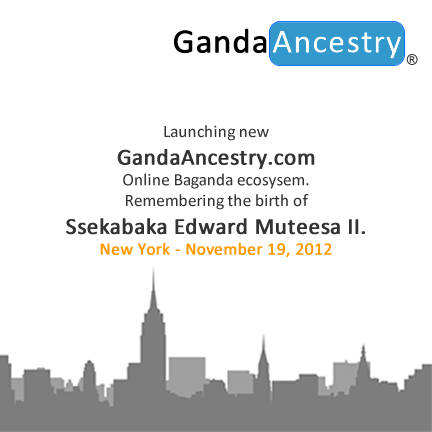 GandaAncestry®
Launching new
GandaAncestry.com
Online Baganda ecosysem.
Remembering the birth of
Ssekabaka Edward Muteesa II.
New York - November 19, 2012